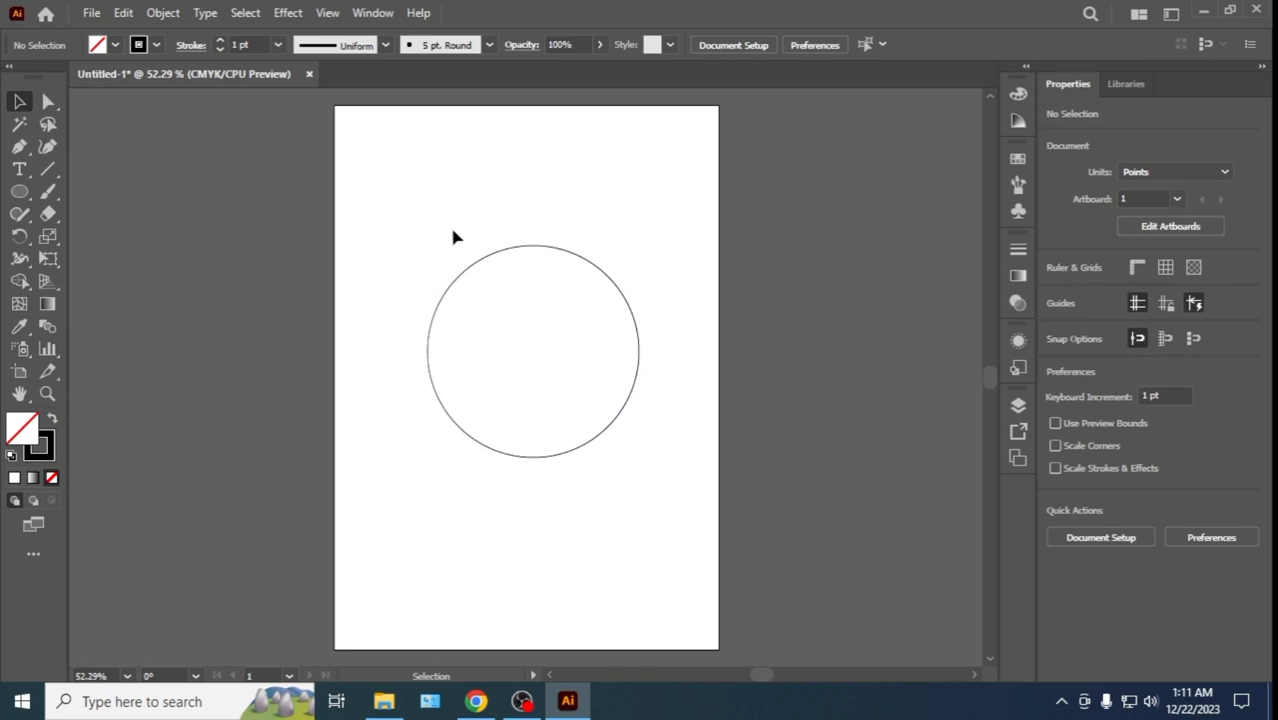 Ai File Edit Object Type Select Effect View Window Help
No Selection Stroke: 1 pt Uniform 5 pt. Round Opacity: 100% Style: Document Setup Preferences
Untitled-1* @ 52.29 % (CMYK/CPU Preview)
Properties Libraries
No Selection
Document
Units: Points
Artboard: 1
Edit Artboards
Ruler & Grids
Guides
Snap Options
Preferences
Keyboard Increment: 1 pt
Use Preview Bounds
Scale Corners
Scale Strokes & Effects
Quick Actions
Document Setup Preferences
52.29% 0° 1 Selection
Type here to search Ai 1:11 AM
12/22/2023